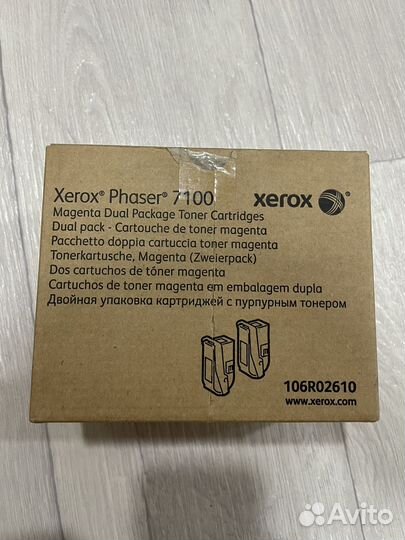 Xerox® Phaser® 7100
xerox
Magenta Dual Package Toner Cartridges
Dual pack - Cartouche de toner magenta
Pacchetto doppia cartuccia toner magenta
Tonerkartusche, Magenta (Zweierpack)
Dos cartuchos de tóner magenta
Cartuchos de toner magenta em embalagem dupla
Двойная упаковка картриджей с пурпурным тонером
106R02610
www.xerox.com
Avito